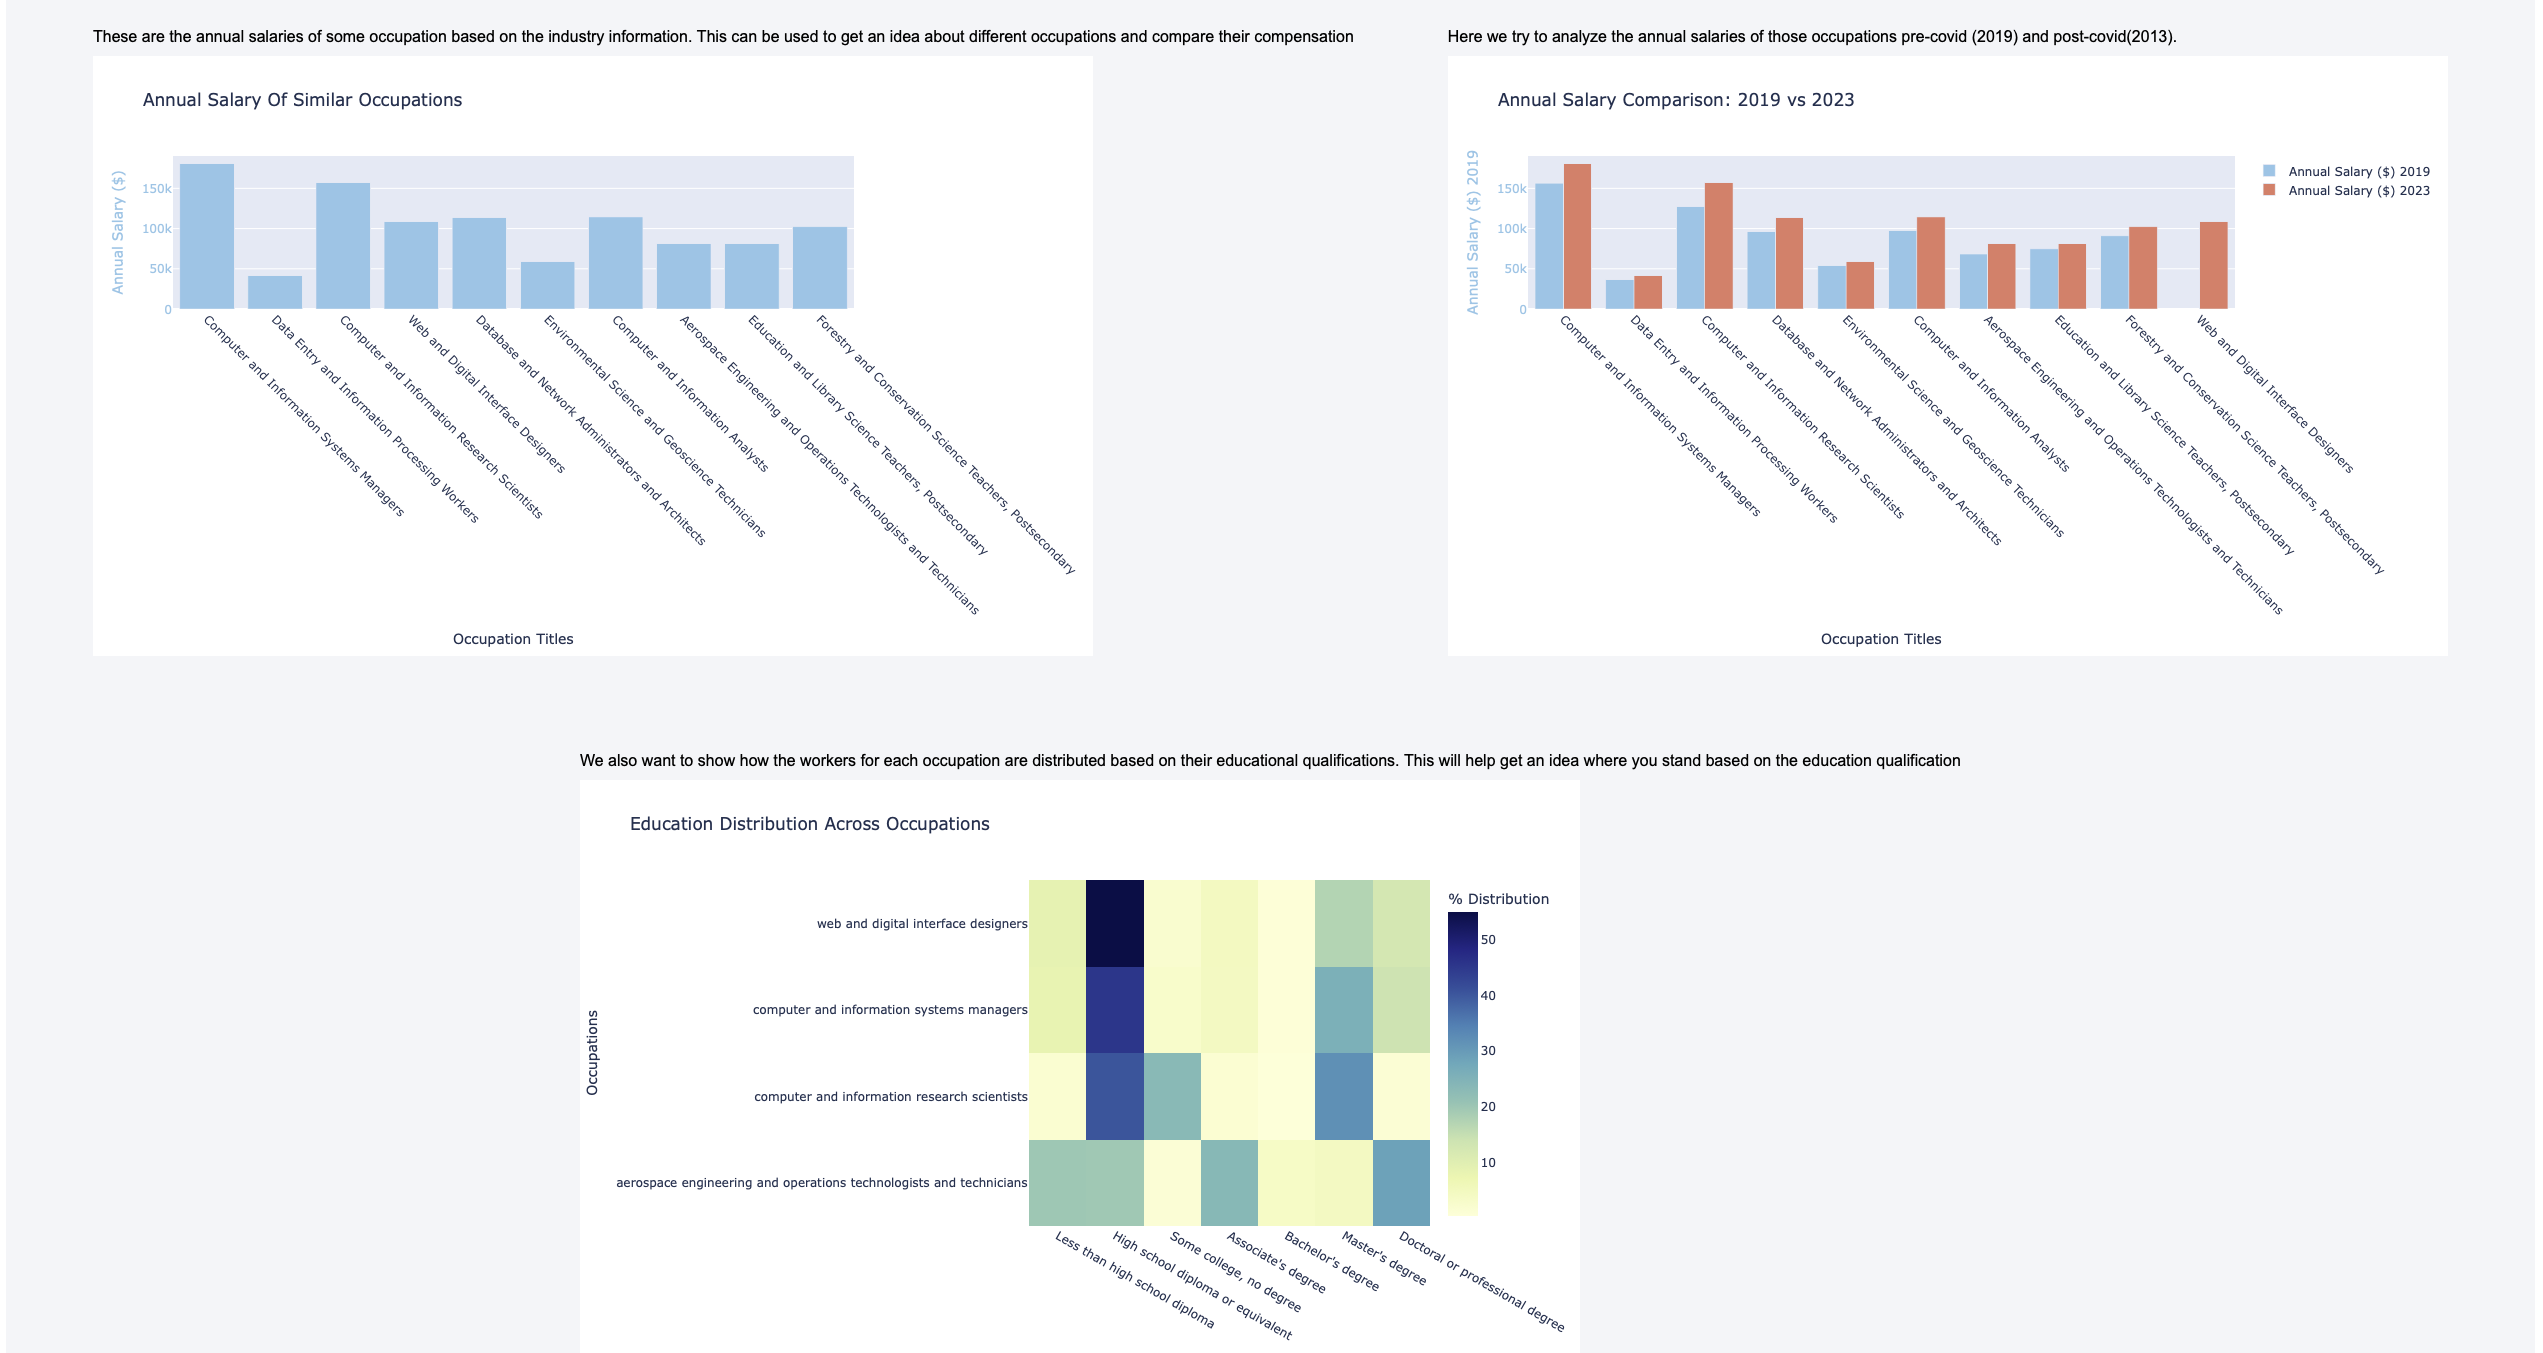 These are the annual salaries of some occupation based on the industry information. This can be used to get an idea about different occupations and compare their compensation
Annual Salary Of Similar Occupations
Annual Salary ($)
150k
100k
50k
0
Computer and Information Systems Managers
Data Entry and Information Processing Workers
Computer and Information Research Scientists
Web and Digital Interface Designers
Database and Network Administrators and Architects
Environmental Science and Geoscience Technicians
Computer and Information Analysts
Aerospace Engineering and Operations Technologists and Technicians
Education and Library Science Teachers, Postsecondary
Forestry and Conservation Science Teachers, Postsecondary
Occupation Titles
Here we try to analyze the annual salaries of those occupations pre-covid (2019) and post-covid(2013).
Annual Salary Comparison: 2019 vs 2023
Annual Salary ($) 2019
150k
100k
50k
0
Annual Salary ($) 2019
Annual Salary ($) 2023
Computer and Information Systems Managers
Data Entry and Information Processing Workers
Computer and Information Research Scientists
Database and Network Administrators and Architects
Environmental Science and Geoscience Technicians
Computer and Information Analysts
Aerospace Engineering and Operations Technologists and Technicians
Education and Library Science Teachers, Postsecondary
Forestry and Conservation Science Teachers, Postsecondary
Web and Digital Interface Designers
Occupation Titles
We also want to show how the workers for each occupation are distributed based on their educational qualifications. This will help get an idea where you stand based on the education qualification
Education Distribution Across Occupations
Occupations
web and digital interface designers
computer and information systems managers
computer and information research scientists
aerospace engineering and operations technologists and technicians
Less than high school diploma
High school diploma or equivalent
Some college, no degree
Associate's degree
Bachelor's degree
Master's degree
Doctoral or professional degree
% Distribution
50
40
30
20
10